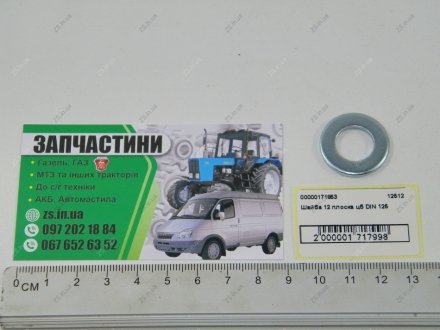 ЗАПЧАСТИНИ
- Газель, ГАЗ
- МТЗ та інших тракторів
- До с/г техніки
- АКБ, Автомастила
zs.in.ua
097 202 18 84
067 652 63 52
00000171953 12512
Шайба 12 плоска цб DIN 125
2 000001 717998
0 СМ 1 2 3 4 5 6 7 8 9 10 11 12 13